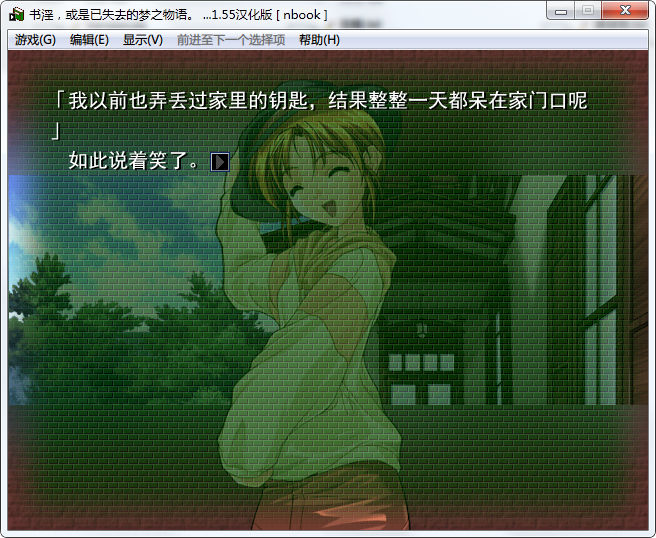 书淫，或是已失去的梦之物语。 ...1.55汉化版 [ nbook ]
游戏(G) 编辑(E) 显示(V) 前进至下一个选择项 帮助(H)
「我以前也弄丢过家里的钥匙，结果整整一天都呆在家门口呢
」
如此说着笑了。